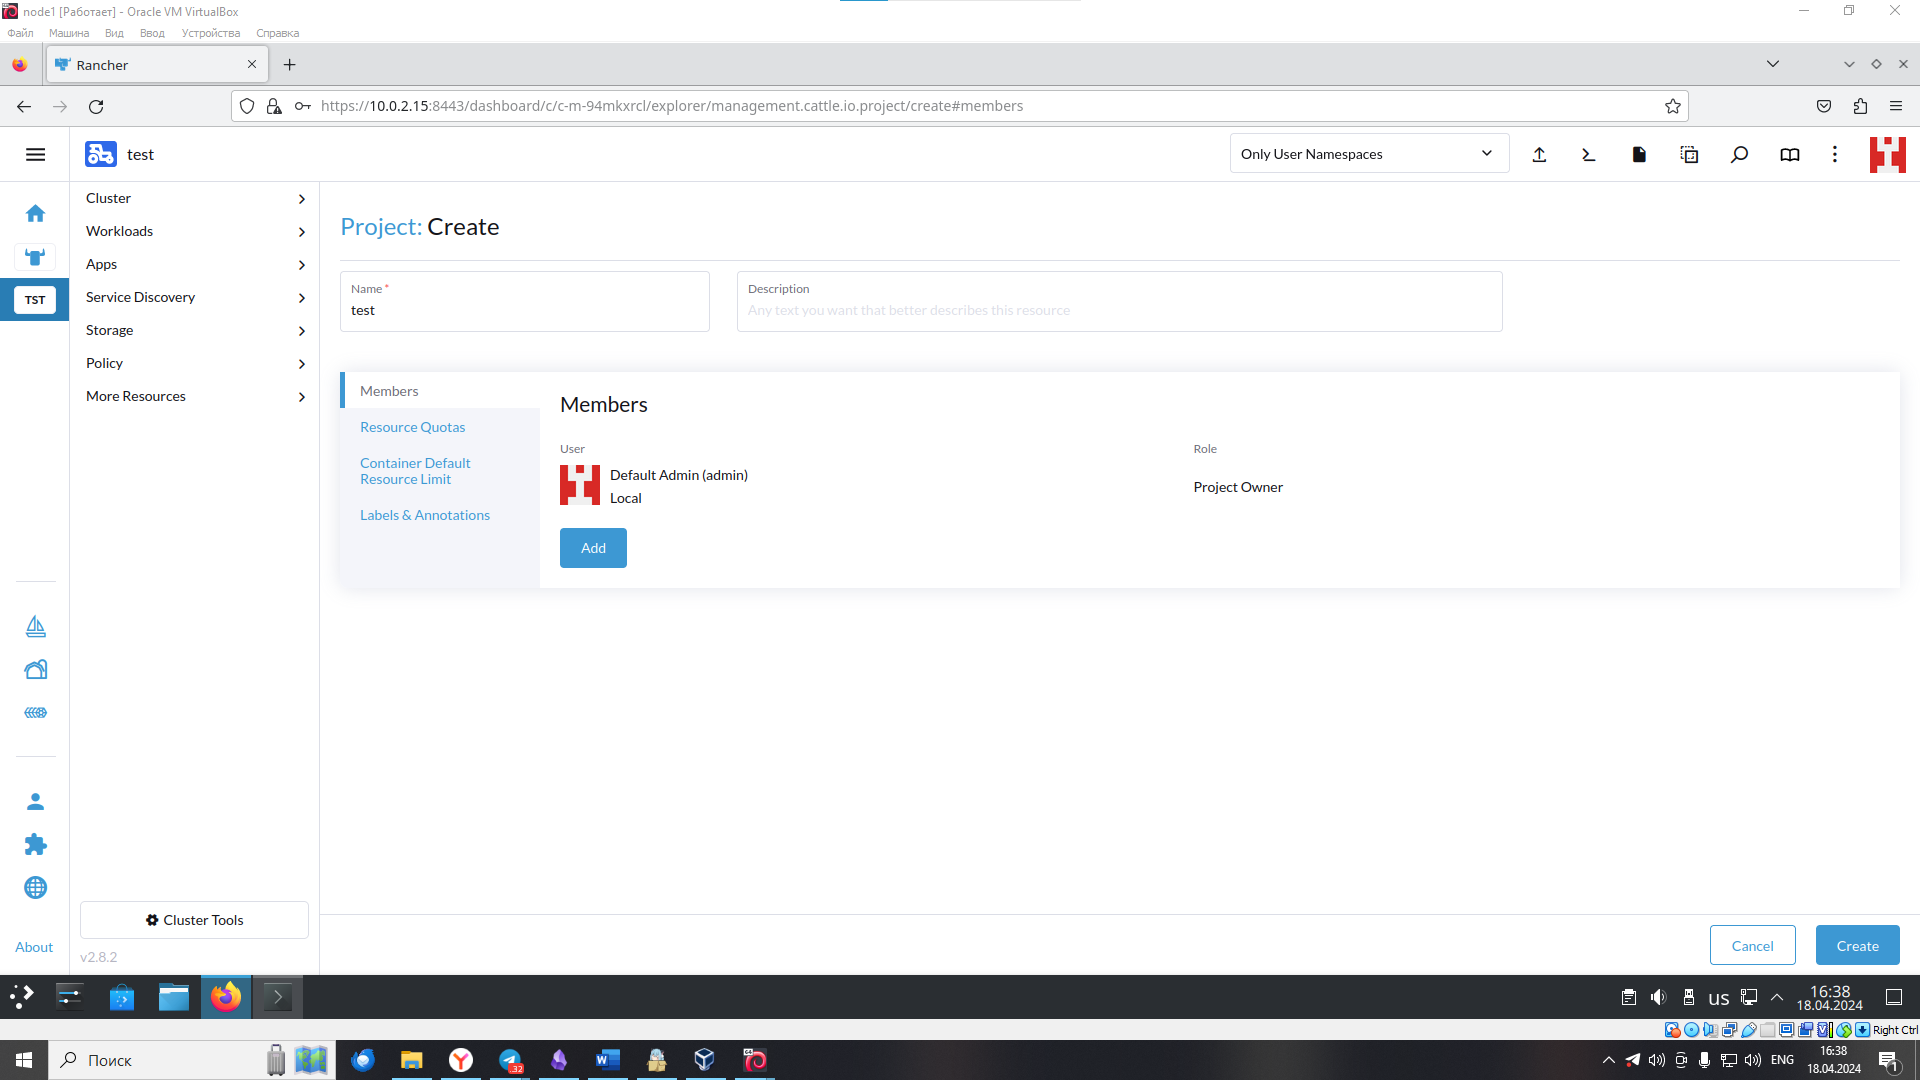 node1 [Работает] - Oracle VM VirtualBox
Файл Машина Вид Ввод Устройства Справка
Rancher
https://10.0.2.15:8443/dashboard/c/c-m-94mkxrcl/explorer/management.cattle.io.project/create#members
test
Only User Namespaces
TST
Cluster
Workloads
Apps
Service Discovery
Storage
Policy
More Resources
Project: Create
Name *
test
Description
Any text you want that better describes this resource
Members
Resource Quotas
Container Default
Resource Limit
Labels & Annotations
Members
User
Role
Default Admin (admin)
Local
Project Owner
Add
Cluster Tools
About
v2.8.2
Cancel
Create
us
16:38
18.04.2024
Right Ctrl
Поиск
W
Y
32
64
ENG
16:38
18.04.2024
1